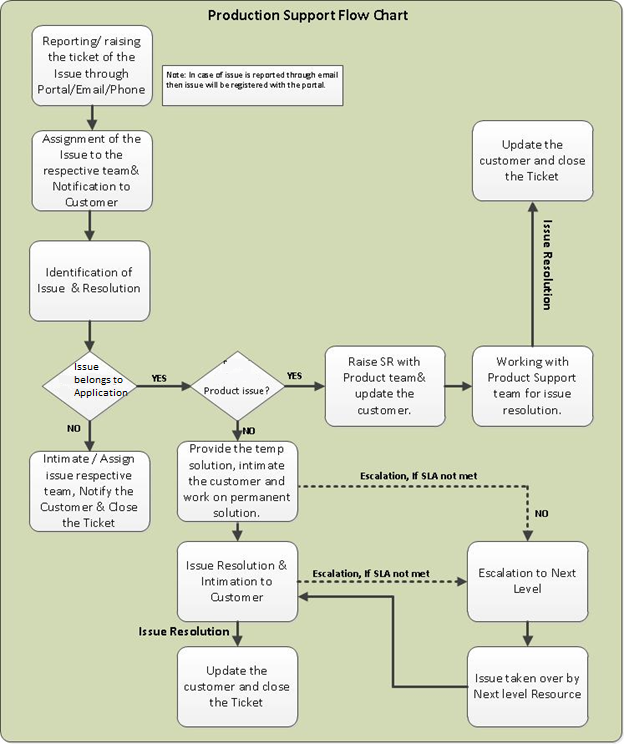 Production Support Flow Chart
Reporting/ raising
the ticket of the
Issue through
Portal/Email/Phone
Note: In case of issue is reported through email
then issue will be registered with the portal.
Assignment of the
Issue to the
respective team&
Notification to
Customer
Update the
customer and close
the Ticket
Issue Resolution
Identification of
Issue & Resolution
Issue
belongs to
Application
YES
Product issue?
YES
Raise SR with
Product team&
update the
customer.
Working with
Product Support
team for issue
resolution.
NO
NO
Intimate / Assign
issue respective
team, Notify the
Customer & Close
the Ticket
Provide the temp
solution, intimate
the customer and
work on permanent
solution.
Escalation, If SLA not met
NO
Issue Resolution &
Intimation to
Customer
Escalation, If SLA not met
Escalation to Next
Level
Issue Resolution
Update the
customer and close
the Ticket
Issue taken over by
Next level Resource